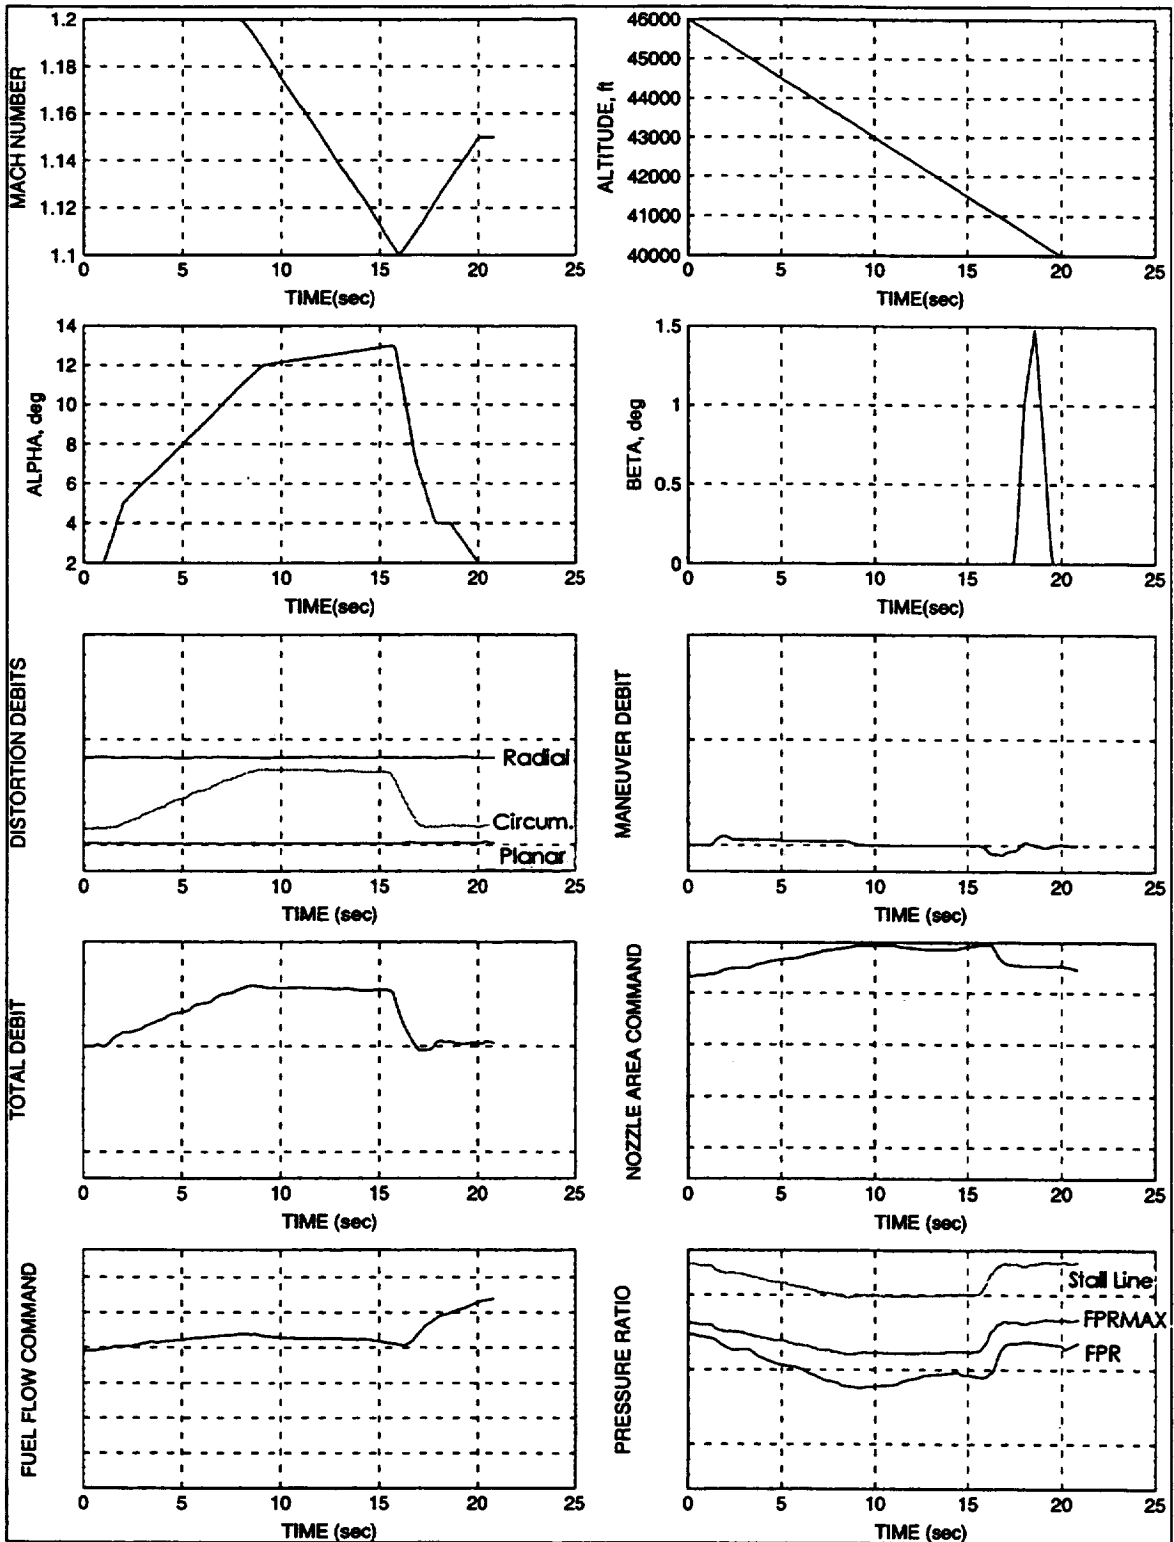 MACH NUMBER
1.2
1.18
1.16
1.14
1.12
1.1
0 5 10 15 20 25
TIME(sec)
ALTITUDE, ft
46000
45000
44000
43000
42000
41000
40000
0 5 10 15 20 25
TIME(sec)
ALPHA, deg
14
12
10
8
6
4
2
0 5 10 15 20 25
TIME(sec)
BETA, deg
1.5
1
0.5
0
0 5 10 15 20 25
TIME(sec)
DISTORTION DEBITS
Radial
Circum.
Planar
0 5 10 15 20 25
TIME (sec)
MANEUVER DEBIT
0 5 10 15 20 25
TIME (sec)
TOTAL DEBIT
0 5 10 15 20 25
TIME (sec)
NOZZLE AREA COMMAND
0 5 10 15 20 25
TIME (sec)
FUEL FLOW COMMAND
0 5 10 15 20 25
TIME (sec)
PRESSURE RATIO
Stall Line
FPRMAX
FPR
0 5 10 15 20 25
TIME (sec)